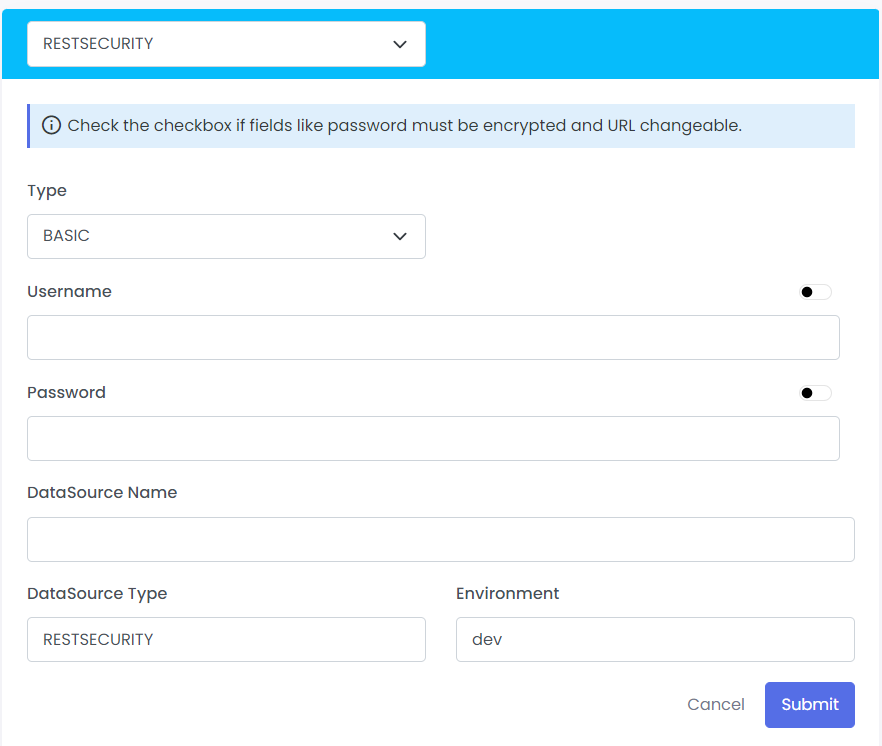 RESTSECURITY
Check the checkbox if fields like password must be encrypted and URL changeable.
Type
BASIC
Username
Password
DataSource Name
DataSource Type
Environment
RESTSECURITY
dev
Cancel
Submit